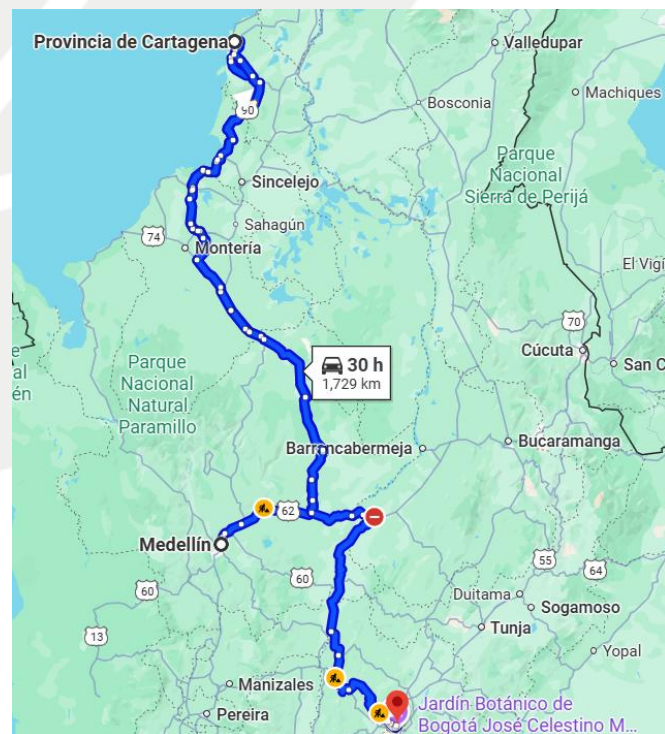 Provincia de Cartagena
Valledupar
Machiques
Bosconia
90
Parque
Nacional
Sierra de Perijá
Sincelejo
Sahagún
74
Montería
El Vigí
70
Cúcuta
San C
30 h
1,729 km
Parque
Nacional
Natural
Paramillo
én
Barrancabermeja
Bucaramanga
62
Medellín
60
60
55
64
Duitama
Sogamoso
13
Tunja
Yopal
Manizales
Pereira
Jardín Botánico de
Bogotá José Celestino M...